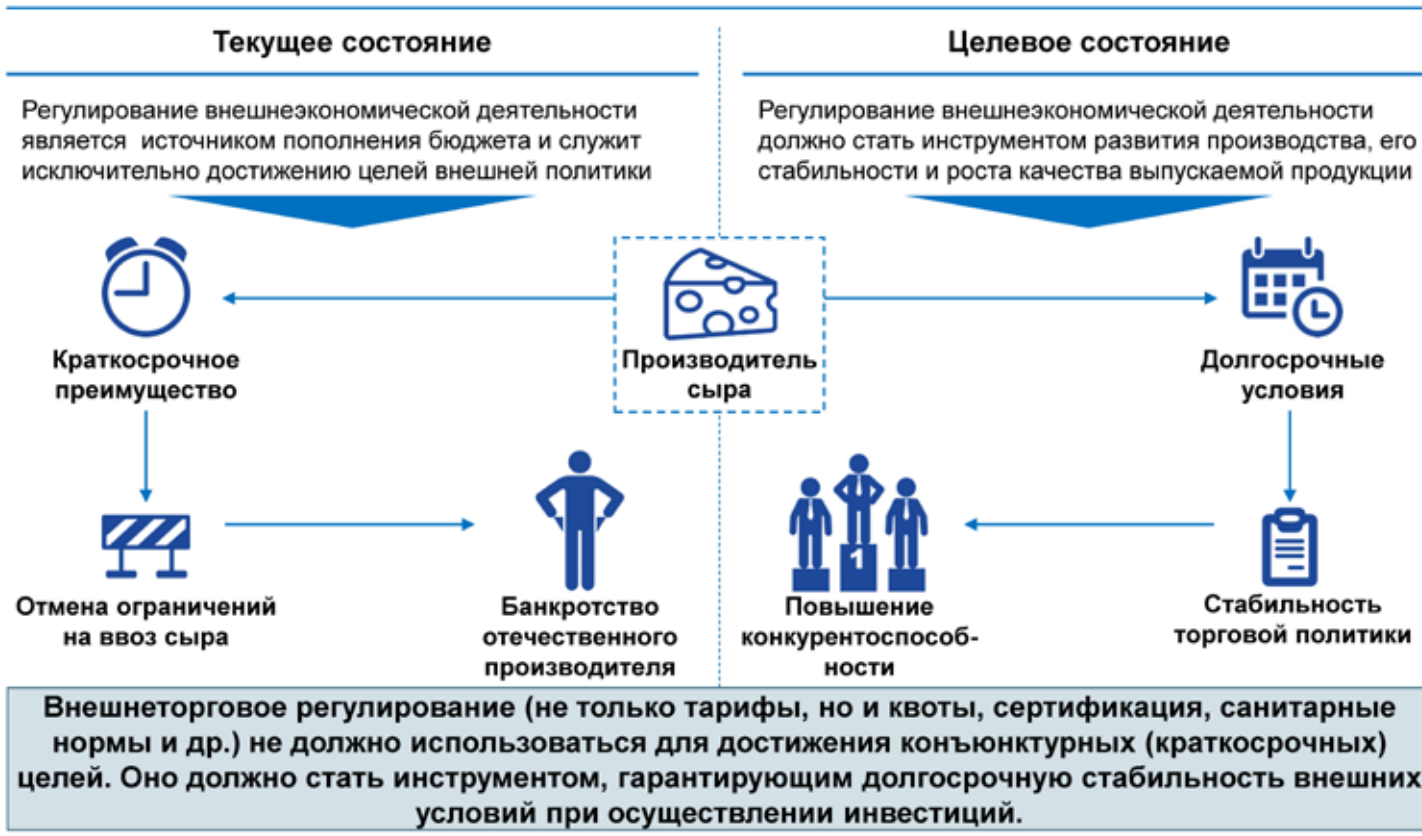 Текущее состояние
Целевое состояние
Регулирование внешнеэкономической деятельности
является источником пополнения бюджета и служит
исключительно достижению целей внешней политики
Регулирование внешнеэкономической деятельности
должно стать инструментом развития производства, его
стабильности и роста качества выпускаемой продукции
Краткосрочное
преимущество
Производитель
сыра
Долгосрочные
условия
Отмена ограничений
на ввоз сыра
Банкротство
отечественного
производителя
1
Повышение
конкурентоспособ-
ности
Стабильность
торговой политики
Внешнеторговое регулирование (не только тарифы, но и квоты, сертификация, санитарные
нормы и др.) не должно использоваться для достижения конъюнктурных (краткосрочных)
целей. Оно должно стать инструментом, гарантирующим долгосрочную стабильность внешних
условий при осуществлении инвестиций.